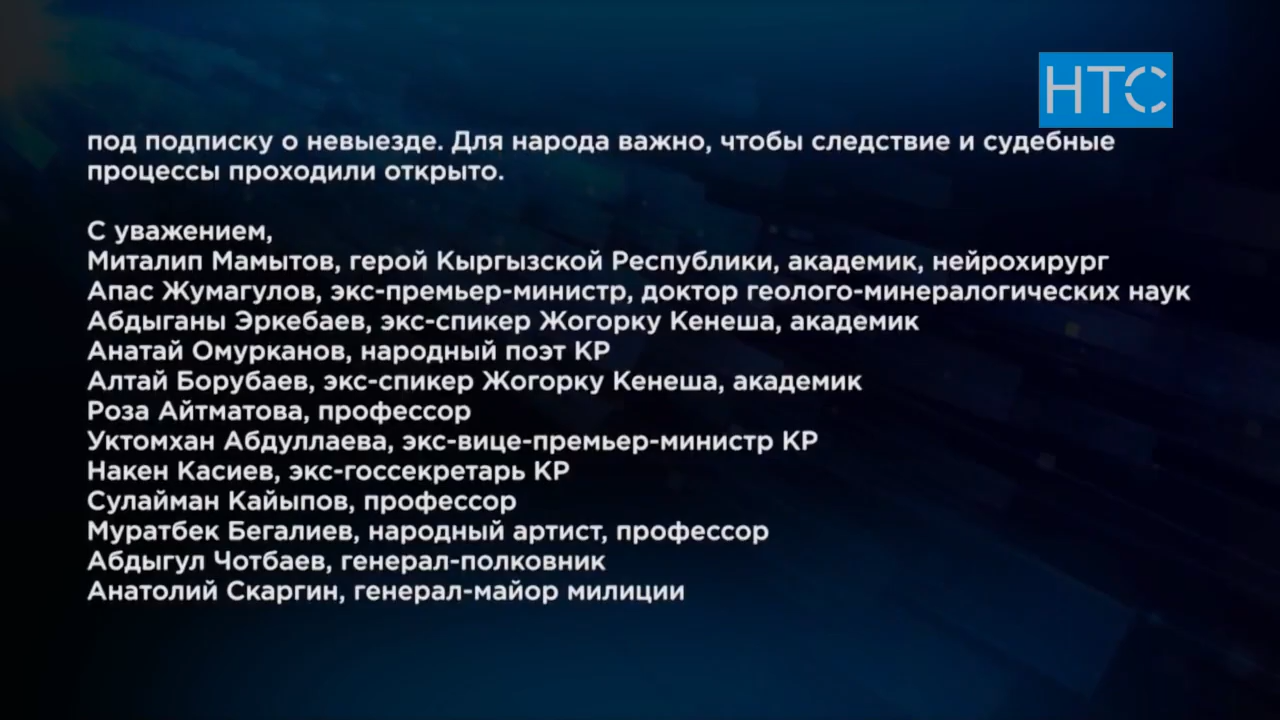 НТС
под подписку о невыезде. Для народа важно, чтобы следствие и судебные
процессы проходили открыто.
С уважением,
Миталип Мамытов, герой Кыргызской Республики, академик, нейрохирург
Апас Жумагулов, экс-премьер-министр, доктор геолого-минералогических наук
Абдыганы Эркебаев, экс-спикер Жогорку Кенеша, академик
Анатай Омурканов, народный поэт КР
Алтай Борубаев, экс-спикер Жогорку Кенеша, академик
Роза Айтматова, профессор
Уктомхан Абдуллаева, экс-вице-премьер-министр КР
Накен Касиев, экс-госсекретарь КР
Сулайман Кайыпов, профессор
Муратбек Бегалиев, народный артист, профессор
Абдыгул Чотбаев, генерал-полковник
Анатолий Скаргин, генерал-майор милиции